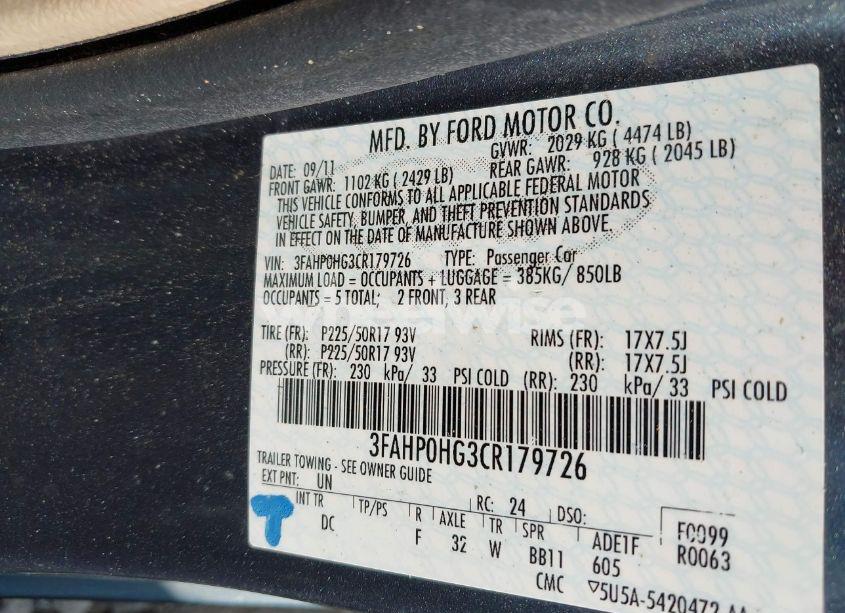 MFD. BY FORD MOTOR CO.
DATE: 09/11 GVWR: 2029 KG ( 4474 LB)
FRONT GAWR: 1102 KG ( 2429 LB) REAR GAWR: 928 KG ( 2045 LB)
THIS VEHICLE CONFORMS TO ALL APPLICABLE FEDERAL MOTOR
VEHICLE SAFETY, BUMPER, AND THEFT PREVENTION STANDARDS
IN EFFECT ON THE DATE OF MANUFACTURE SHOWN ABOVE.
VIN: 3FAHP0HG3CR179726 TYPE: Passenger Car
MAXIMUM LOAD = OCCUPANTS + LUGGAGE = 385KG/ 850LB
OCCUPANTS = 5 TOTAL; 2 FRONT, 3 REAR
wheelwise
TIRE (FR): P225/50R17 93V RIMS (FR): 17X7.5J
(RR): P225/50R17 93V (RR): 17X7.5J
PRESSURE (FR): 230 kPa/ 33 PSI COLD (RR): 230 kPa/ 33 PSI COLD
3FAHP0HG3CR179726
TRAILER TOWING - SEE OWNER GUIDE
EXT PNT: UN RC: 24 DSO: F0099
INT TR TP/PS R AXLE TR SPR ADE1F R0063
DC F 32 W BB11 605
CMC ▽5U5A-5420472-